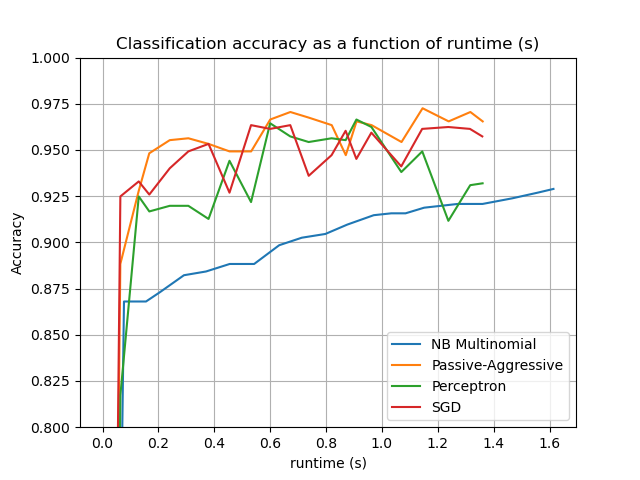 Classification accuracy as a function of runtime (s)
1.000
0.975
0.950
0.925
0.900
0.875
0.850
0.825
0.800
Accuracy
NB Multinomial
Passive-Aggressive
Perceptron
SGD
0.0 0.2 0.4 0.6 0.8 1.0 1.2 1.4 1.6
runtime (s)